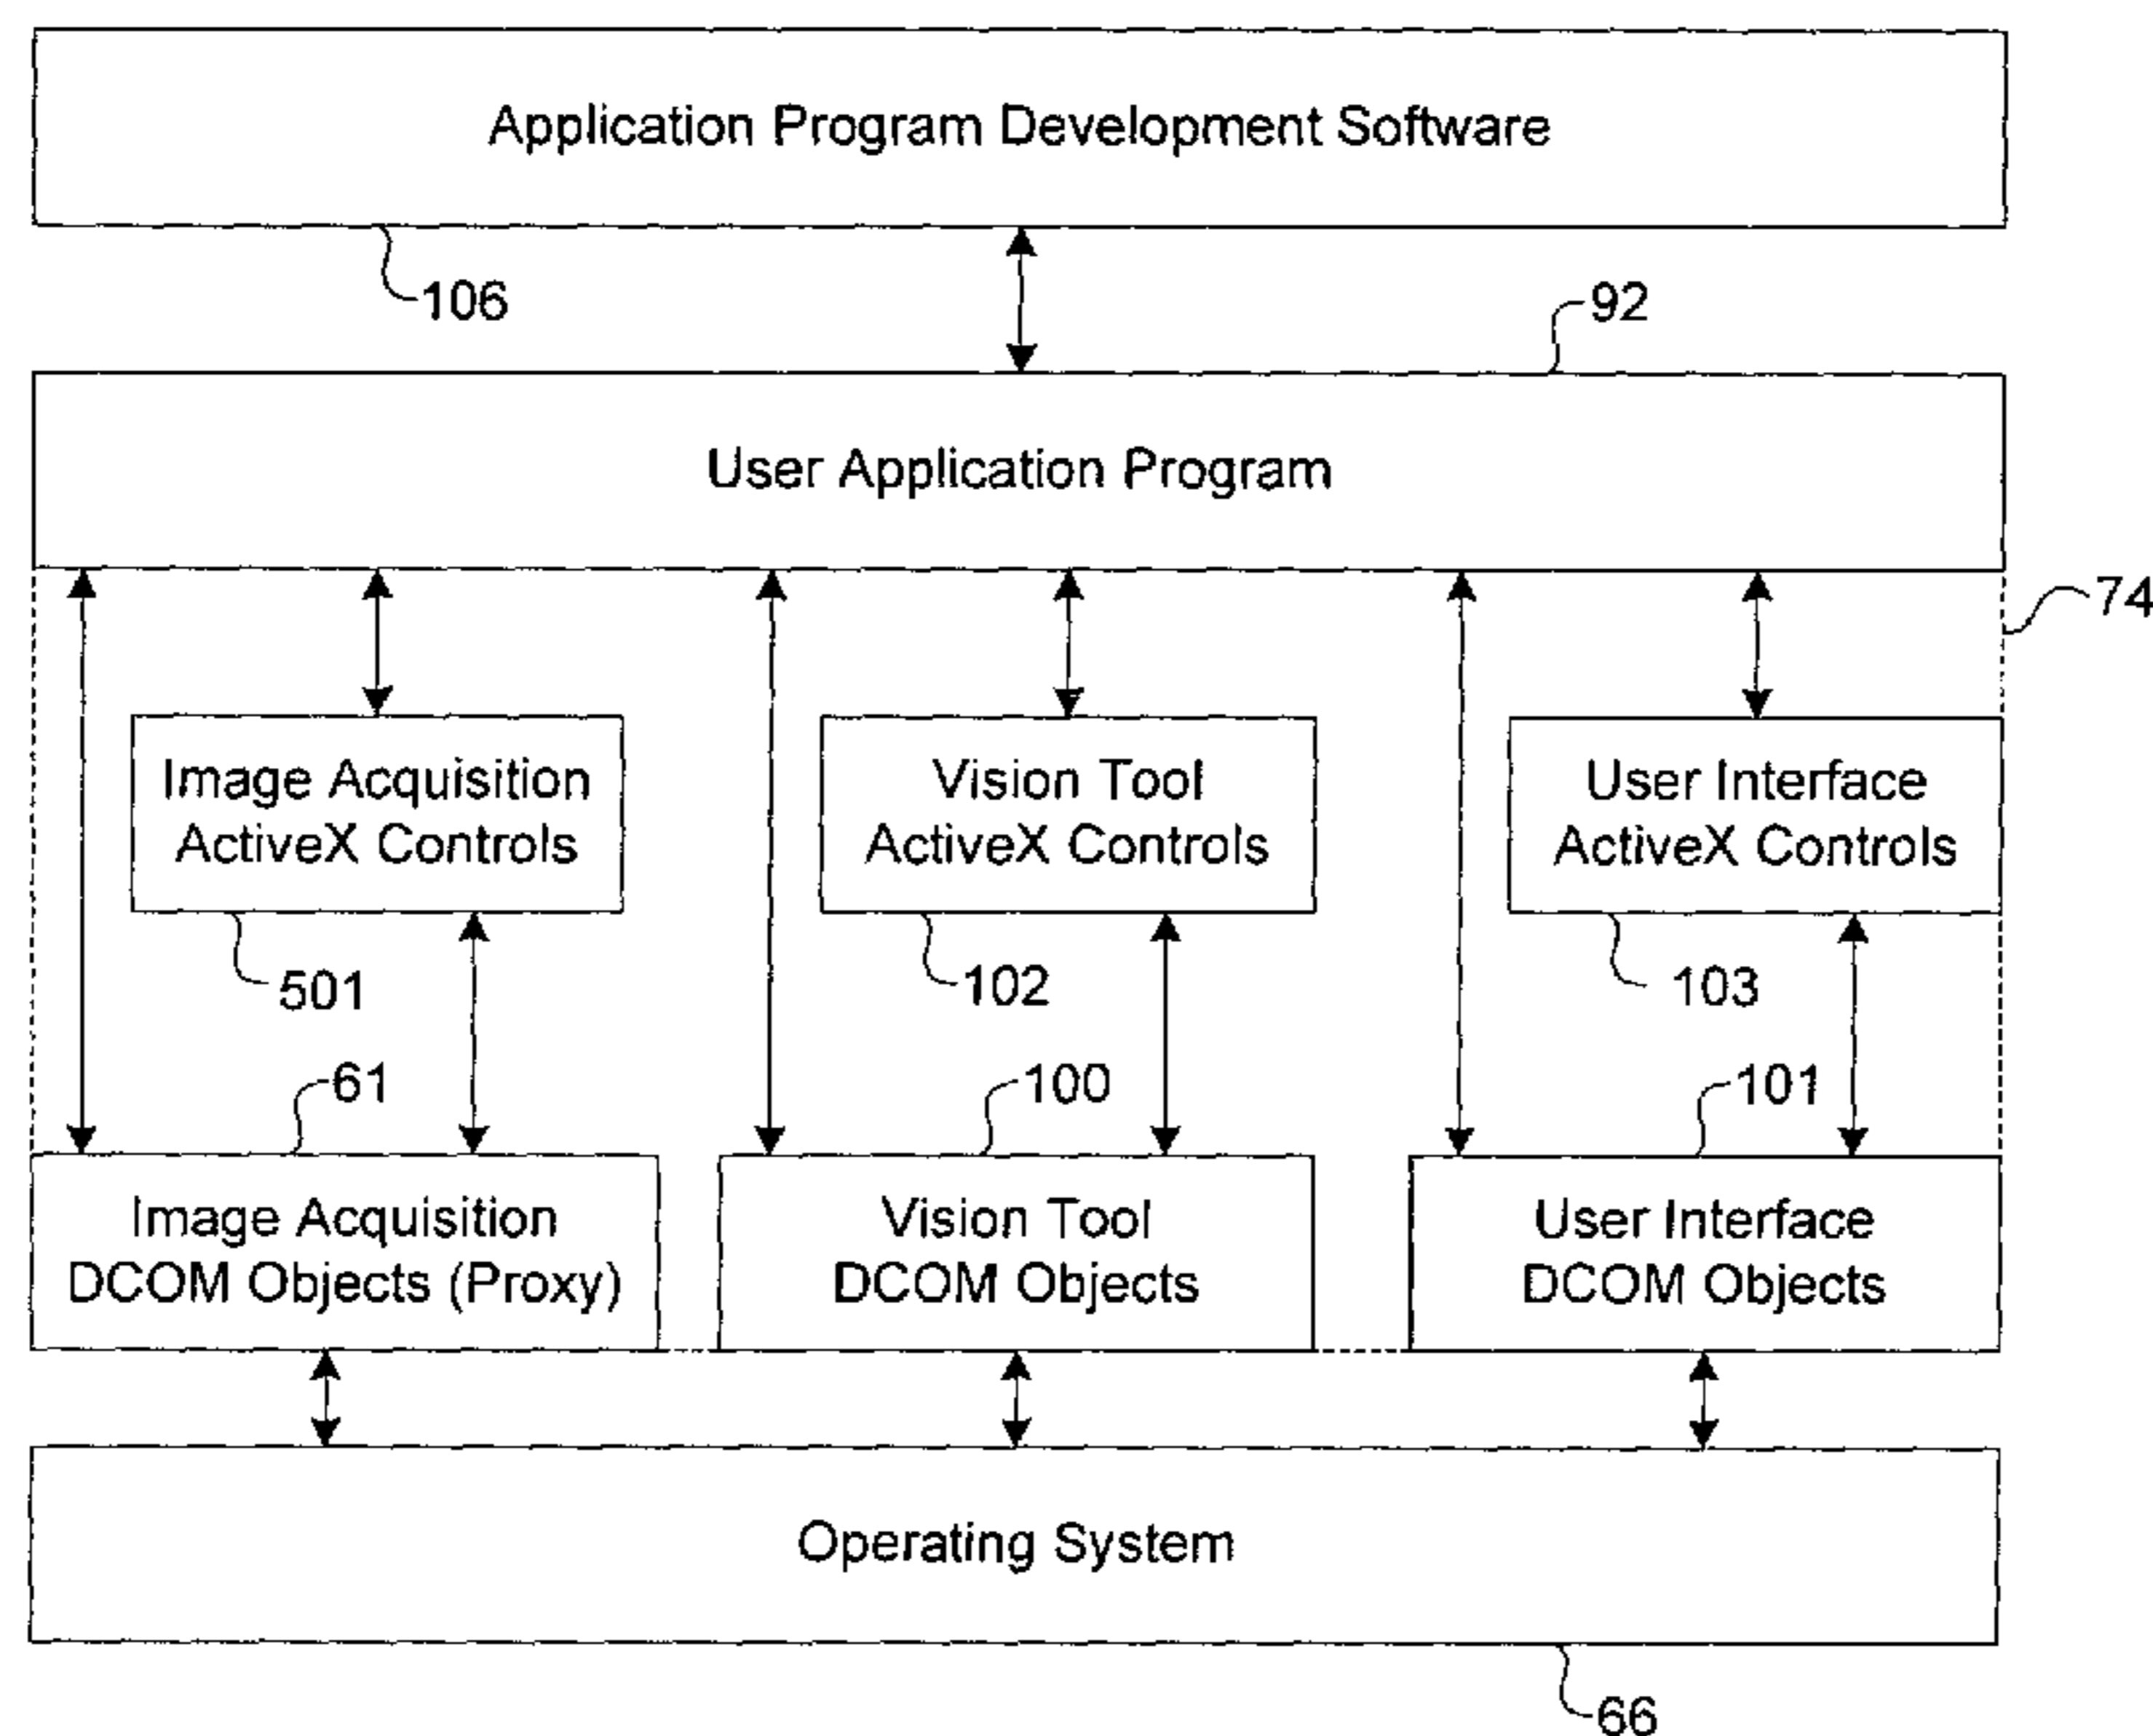 Application Program Development Software
106
92
User Application Program
74
Image Acquisition
ActiveX Controls
Vision Tool
ActiveX Controls
User Interface
ActiveX Controls
501
102
103
61
100
101
Image Acquisition
DCOM Objects (Proxy)
Vision Tool
DCOM Objects
User Interface
DCOM Objects
Operating System
66